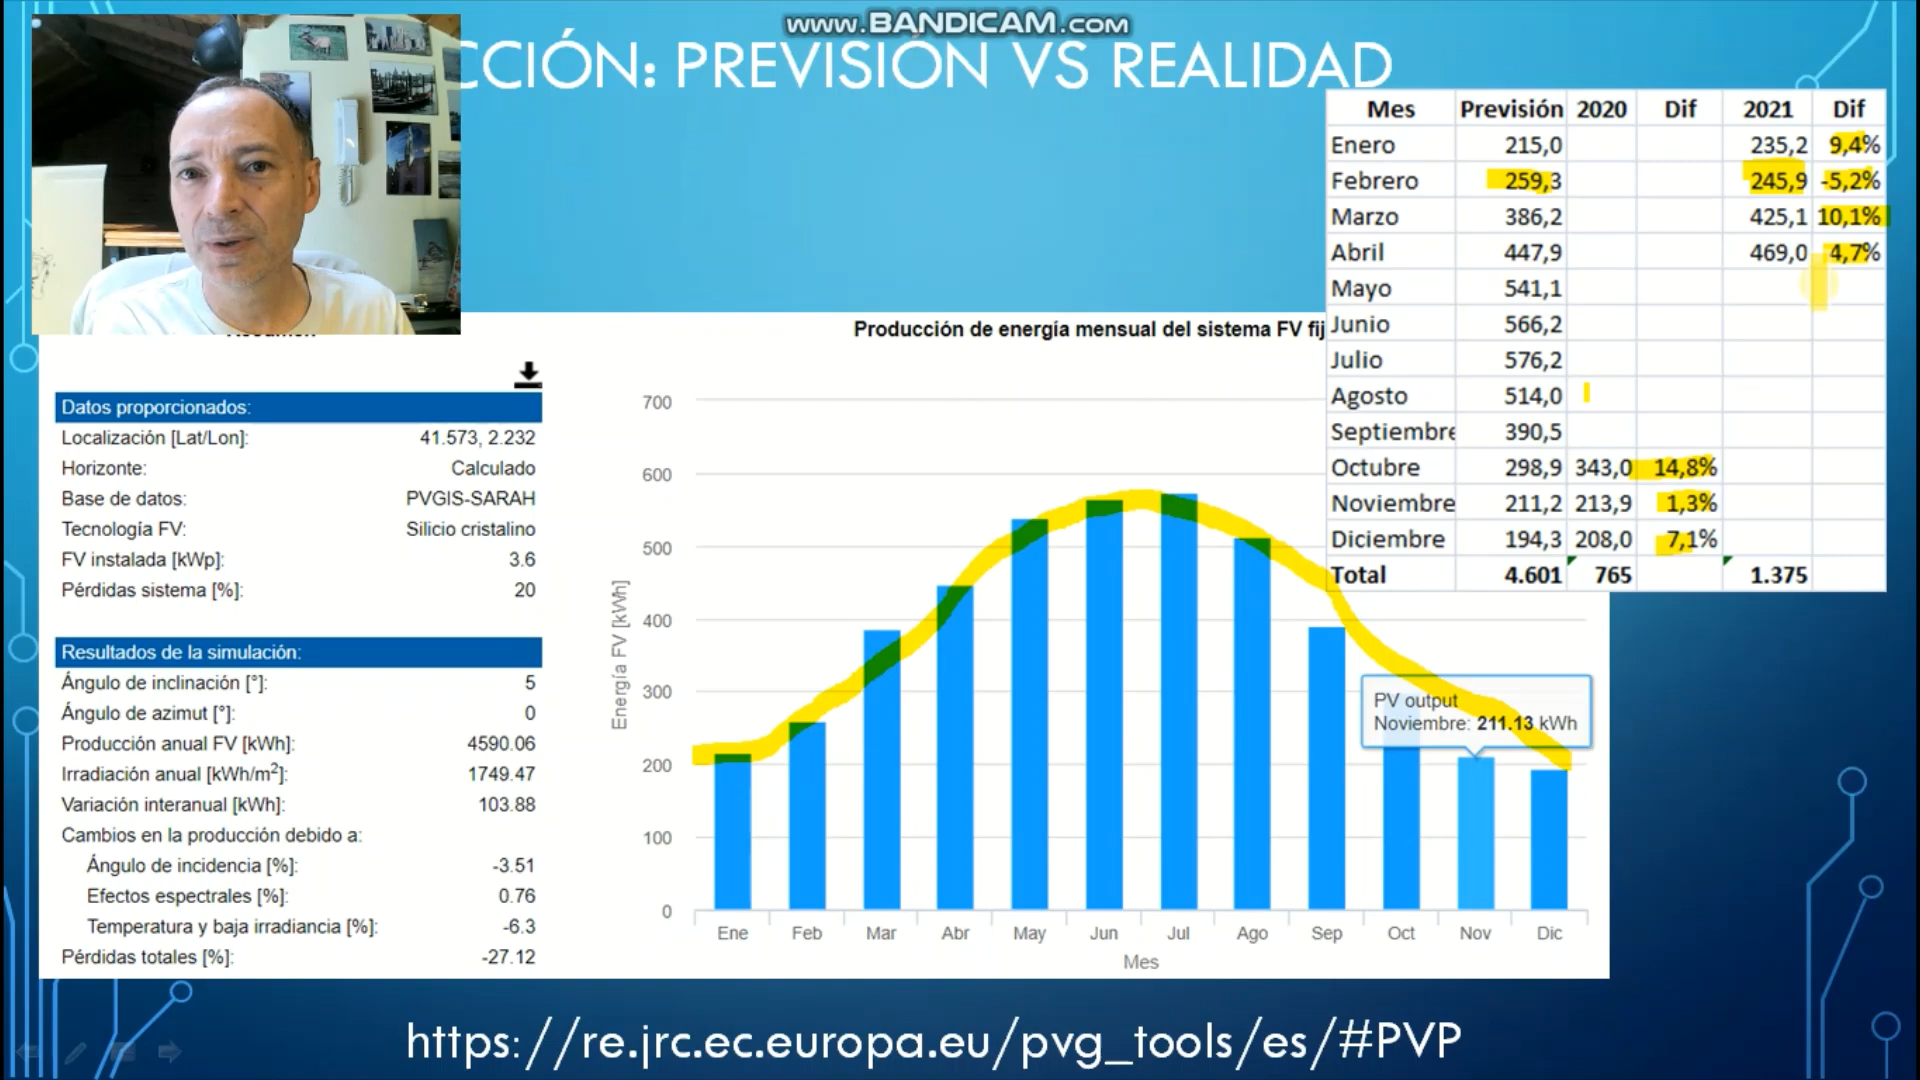 www.BANDICAM.com
CCIÓN: PREVISIÓN VS REALIDAD
Mes Previsión 2020 Dif 2021 Dif
Enero 215,0 235,2 9,4%
Febrero 259,3 245,9 -5,2%
Marzo 386,2 425,1 10,1%
Abril 447,9 469,0 4,7%
Mayo 541,1
Junio 566,2
Julio 576,2
Agosto 514,0
Septiembre 390,5
Octubre 298,9 343,0 14,8%
Noviembre 211,2 213,9 1,3%
Diciembre 194,3 208,0 7,1%
Total 4.601 765 1.375
Datos proporcionados:
Localización [Lat/Lon]: 41.573, 2.232
Horizonte: Calculado
Base de datos: PVGIS-SARAH
Tecnología FV: Silicio cristalino
FV instalada [kWp]: 3.6
Pérdidas sistema [%]: 20
Resultados de la simulación:
Ángulo de inclinación [°]: 5
Ángulo de azimut [°]: 0
Producción anual FV [kWh]: 4590.06
Irradiación anual [kWh/m²]: 1749.47
Variación interanual [kWh]: 103.88
Cambios en la producción debido a:
Ángulo de incidencia [%]: -3.51
Efectos espectrales [%]: 0.76
Temperatura y baja irradiancia [%]: -6.3
Pérdidas totales [%]: -27.12
Producción de energía mensual del sistema FV fij
Energía FV [kWh]
700
600
500
400
300
200
100
0
PV output
Noviembre: 211.13 kWh
Ene Feb Mar Abr May Jun Jul Ago Sep Oct Nov Dic
Mes
https://re.jrc.ec.europa.eu/pvg_tools/es/#PVP